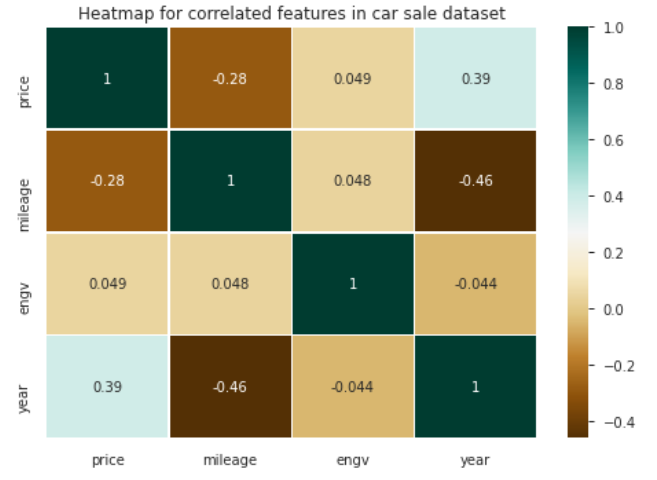 Heatmap for correlated features in car sale dataset
price 1 -0.28 0.049 0.39
mileage -0.28 1 0.048 -0.46
engv 0.049 0.048 1 -0.044
year 0.39 -0.46 -0.044 1
price mileage engv year
1.0
0.8
0.6
0.4
0.2
0.0
−0.2
−0.4